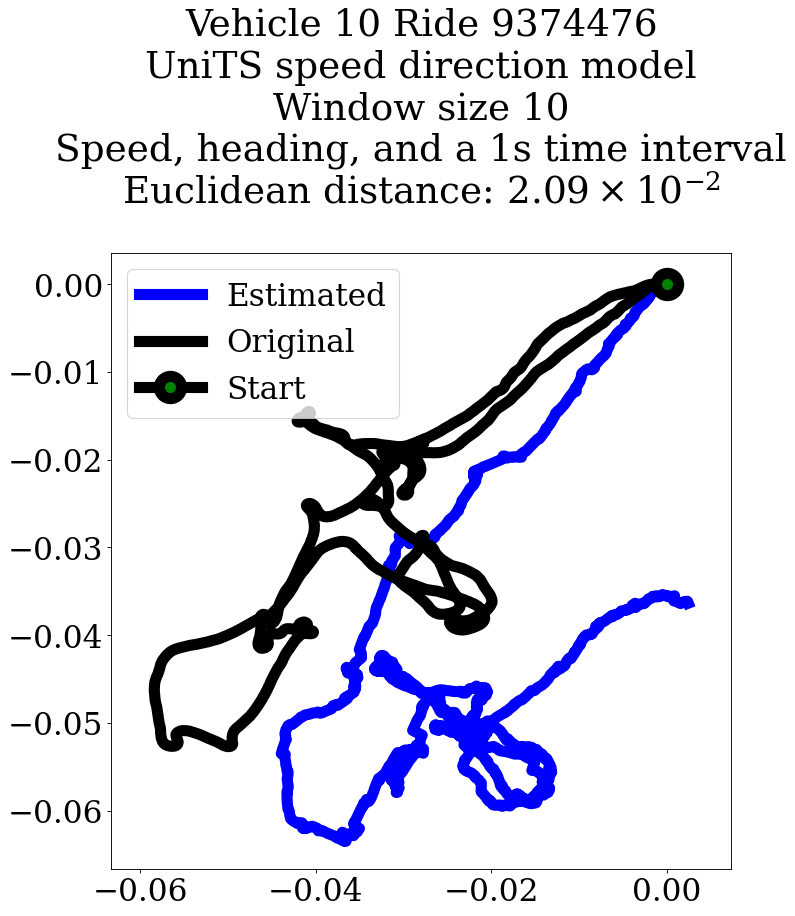 Vehicle 10 Ride 9374476
UniTS speed direction model
Window size 10
Speed, heading, and a 1s time interval
Euclidean distance: 2.09 × 10⁻²
Estimated
Original
Start
0.00
−0.01
−0.02
−0.03
−0.04
−0.05
−0.06
−0.06 −0.04 −0.02 0.00